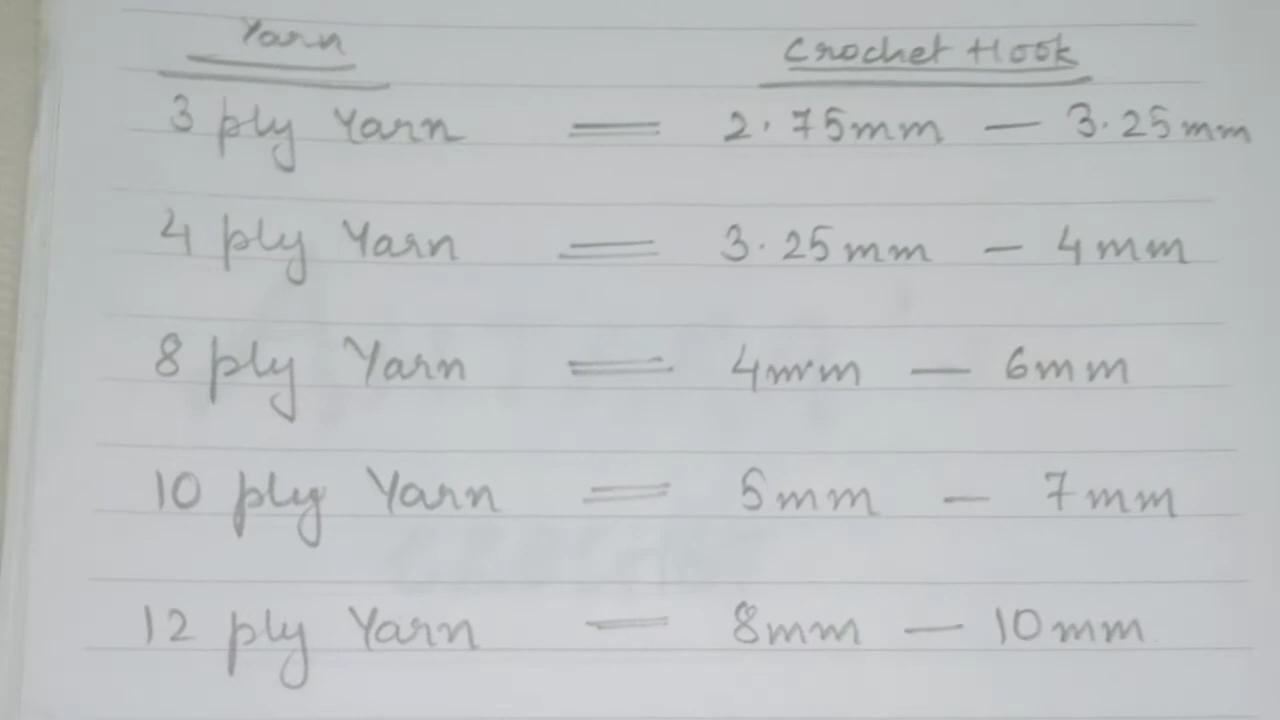 Yarn Crochet Hook
3 ply Yarn = 2.75mm - 3.25mm
4 ply Yarn = 3.25mm - 4mm
8 ply Yarn = 4mm - 6mm
10 ply Yarn = 5mm - 7mm
12 ply Yarn = 8mm - 10mm